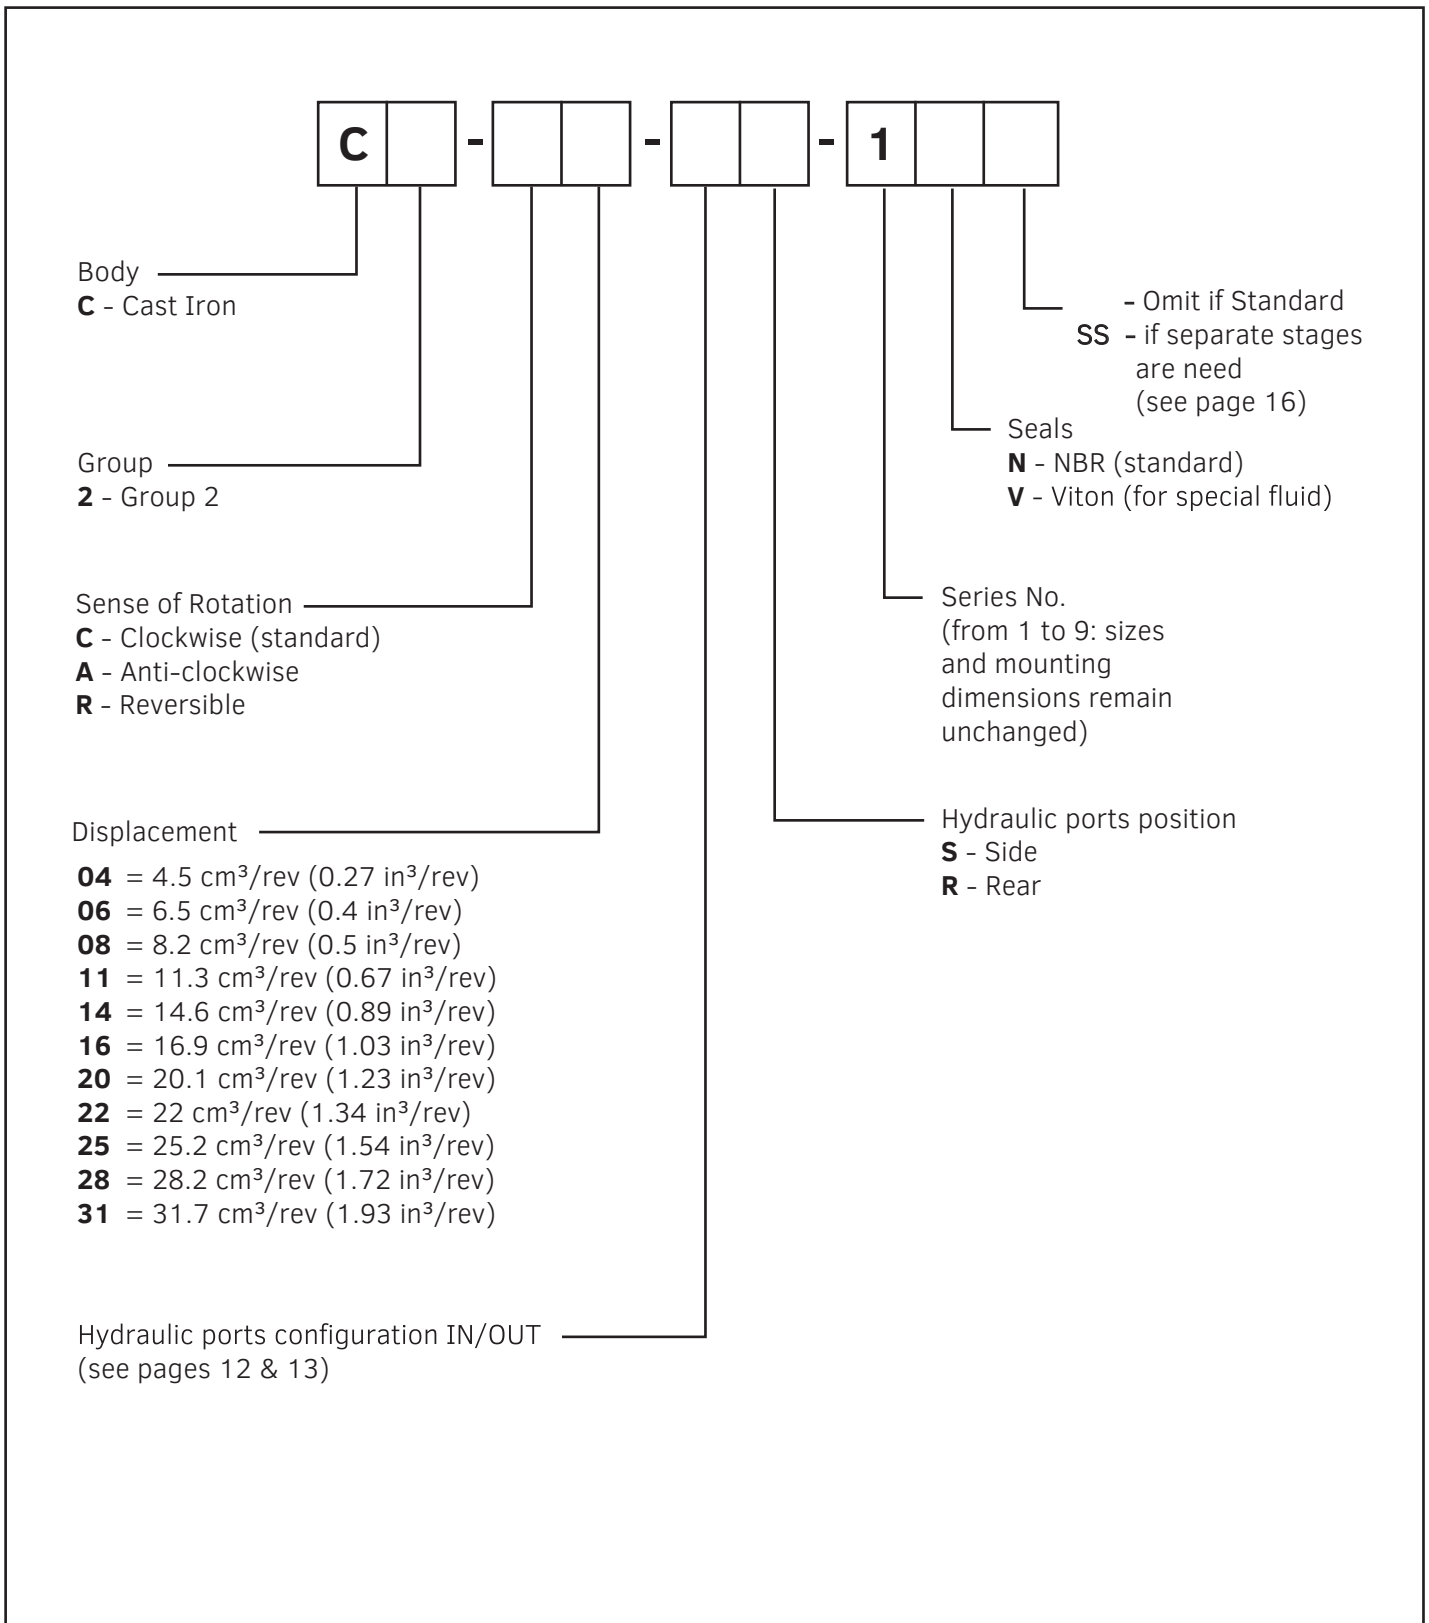 C - - - 1
Body
C - Cast Iron
- Omit if Standard
SS - if separate stages
are need
(see page 16)
Seals
N - NBR (standard)
V - Viton (for special fluid)
Group
2 - Group 2
Sense of Rotation
C - Clockwise (standard)
A - Anti-clockwise
R - Reversible
Series No.
(from 1 to 9: sizes
and mounting
dimensions remain
unchanged)
Displacement
04 = 4.5 cm³/rev (0.27 in³/rev)
06 = 6.5 cm³/rev (0.4 in³/rev)
08 = 8.2 cm³/rev (0.5 in³/rev)
11 = 11.3 cm³/rev (0.67 in³/rev)
14 = 14.6 cm³/rev (0.89 in³/rev)
16 = 16.9 cm³/rev (1.03 in³/rev)
20 = 20.1 cm³/rev (1.23 in³/rev)
22 = 22 cm³/rev (1.34 in³/rev)
25 = 25.2 cm³/rev (1.54 in³/rev)
28 = 28.2 cm³/rev (1.72 in³/rev)
31 = 31.7 cm³/rev (1.93 in³/rev)
Hydraulic ports position
S - Side
R - Rear
Hydraulic ports configuration IN/OUT
(see pages 12 & 13)